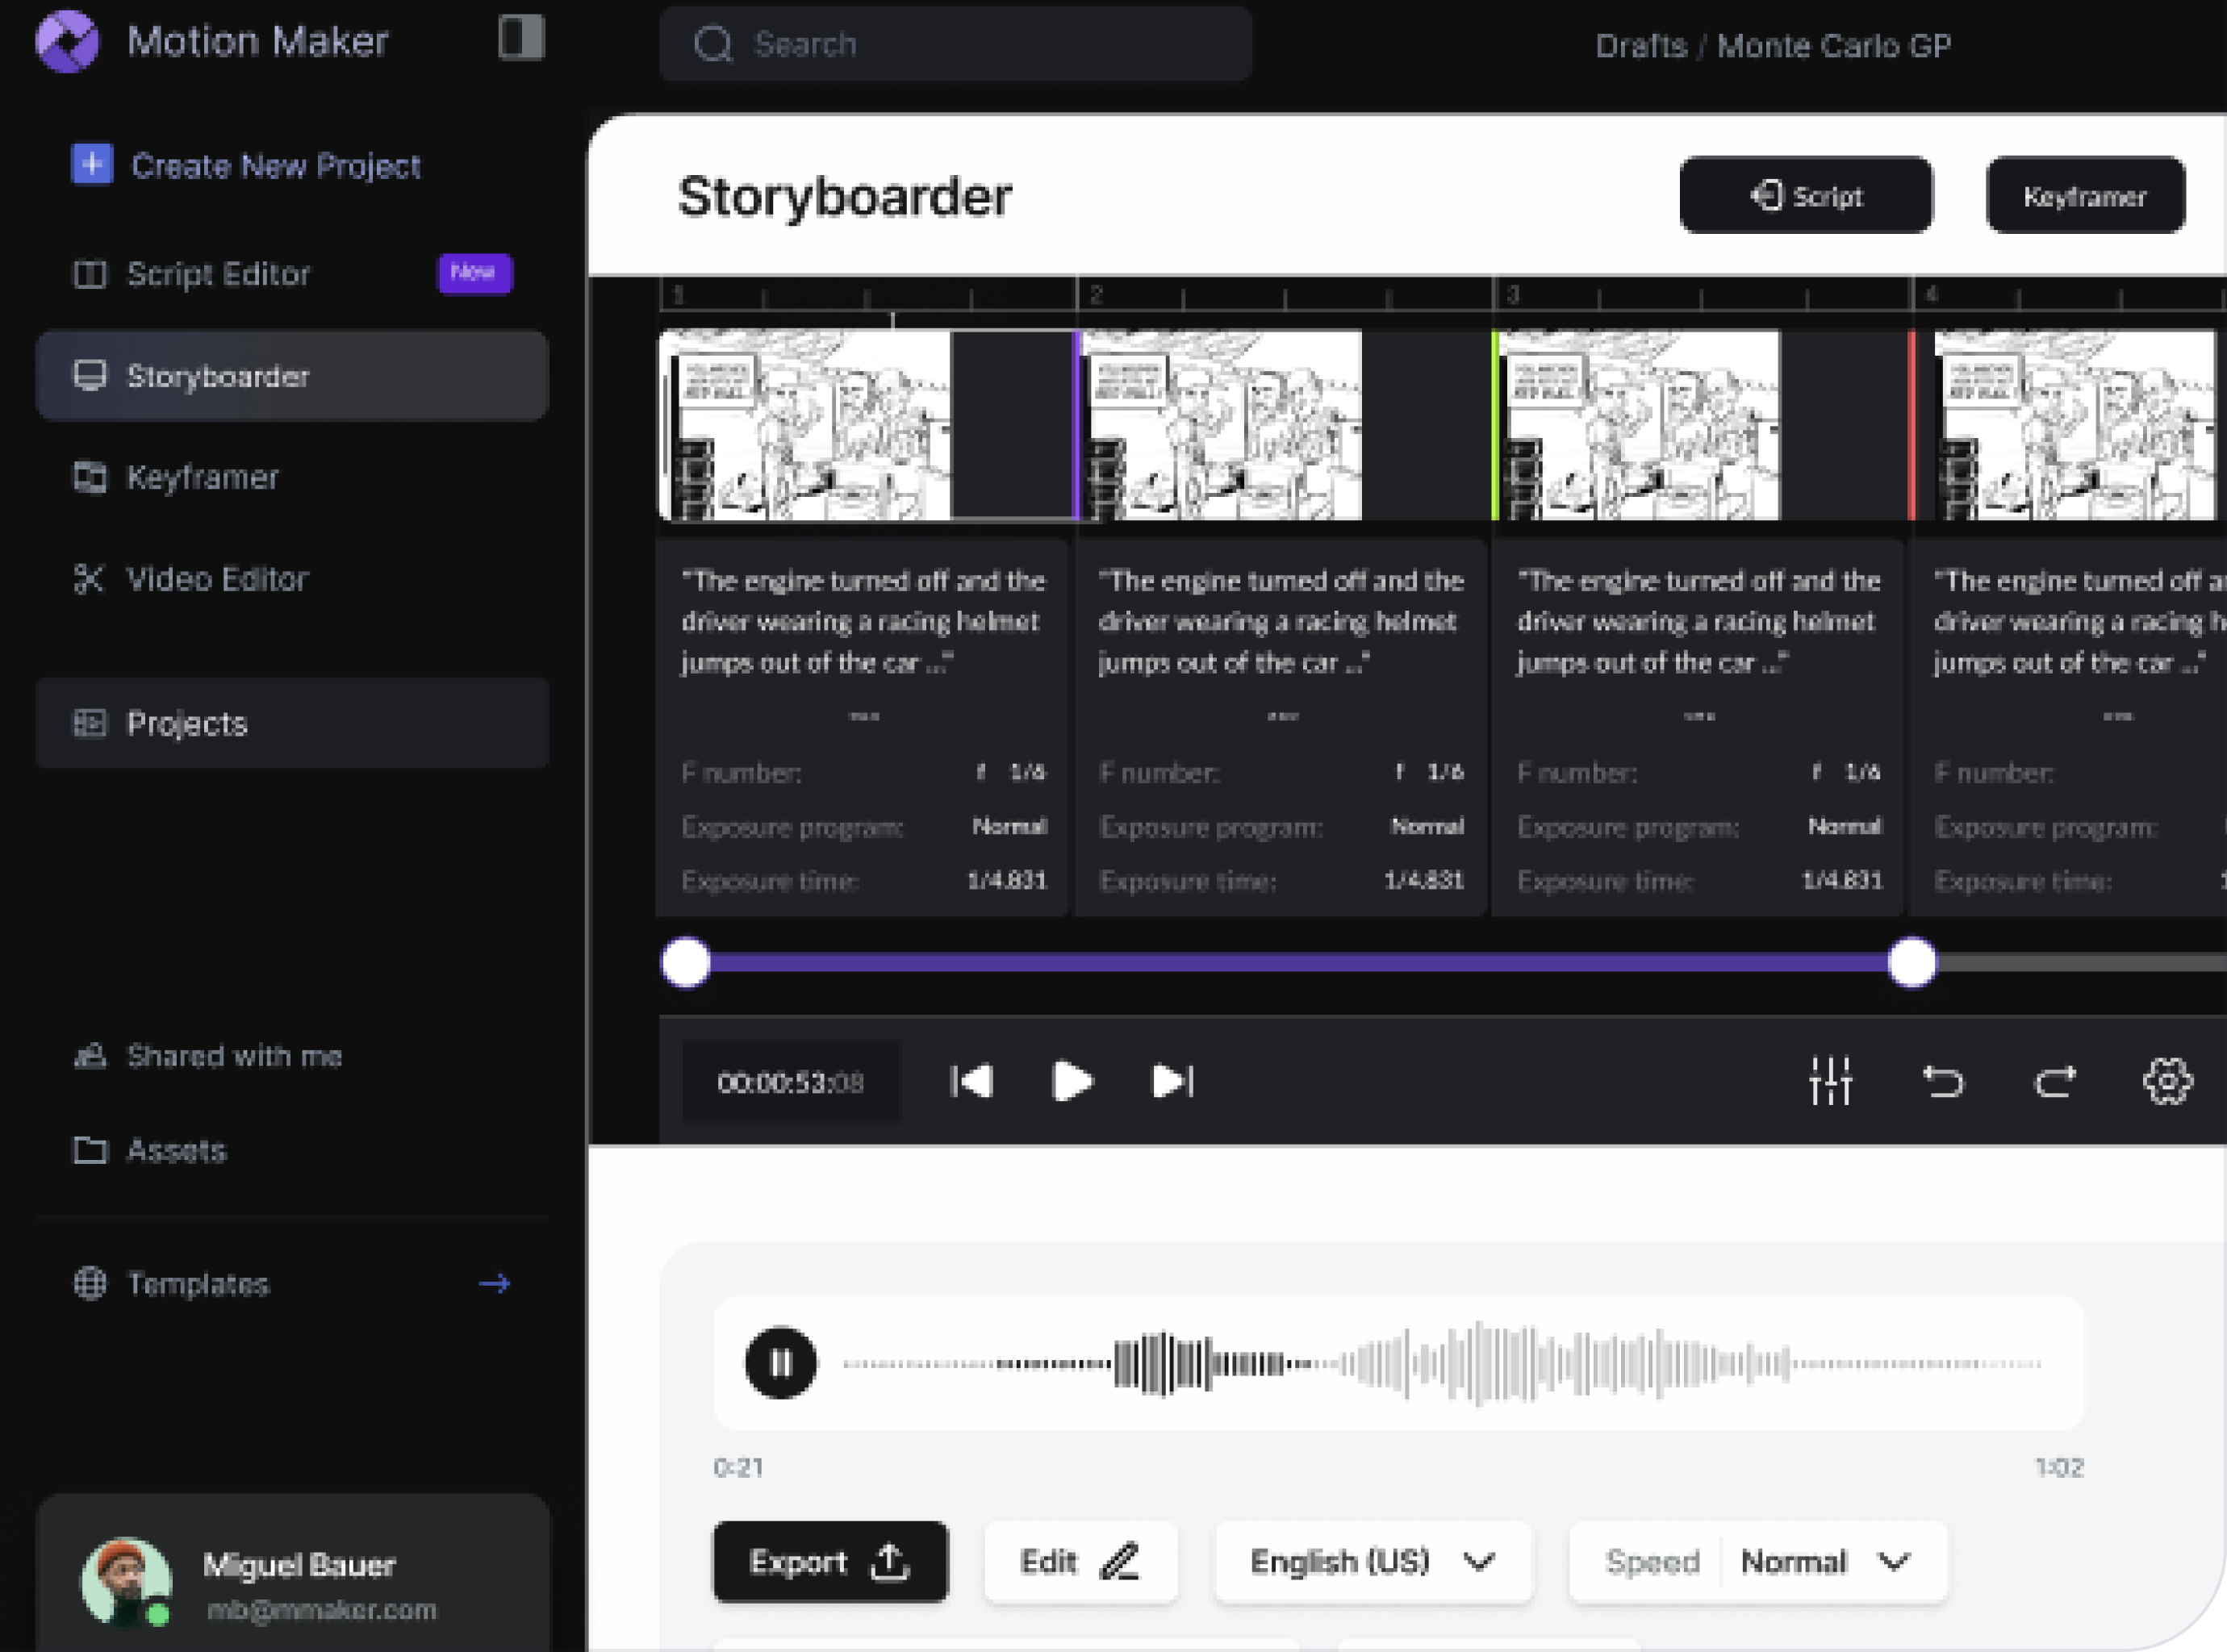 Motion Maker
Search
Drafts / Monte Carlo GP
Create New Project
Script Editor
New
Storyboarder
Keyframer
Video Editor
Projects
Shared with me
Assets
Templates
Miguel Bauer
mb@mmaker.com
Storyboarder
Script
Keyframer
1
2
3
4
"The engine turned off and the
driver wearing a racing helmet
jumps out of the car ..."
F number: f 1/6
Exposure program: Normal
Exposure time: 1/4.831
"The engine turned off and the
driver wearing a racing helmet
jumps out of the car ..."
F number: f 1/6
Exposure program: Normal
Exposure time: 1/4.831
"The engine turned off and the
driver wearing a racing helmet
jumps out of the car ..."
F number: f 1/6
Exposure program: Normal
Exposure time: 1/4.831
"The engine turned off
driver wearing a racing
jumps out of the car ..."
F number:
Exposure program:
Exposure time:
00:00:53:08
0:21
1:02
Export
Edit
English (US)
Speed
Normal